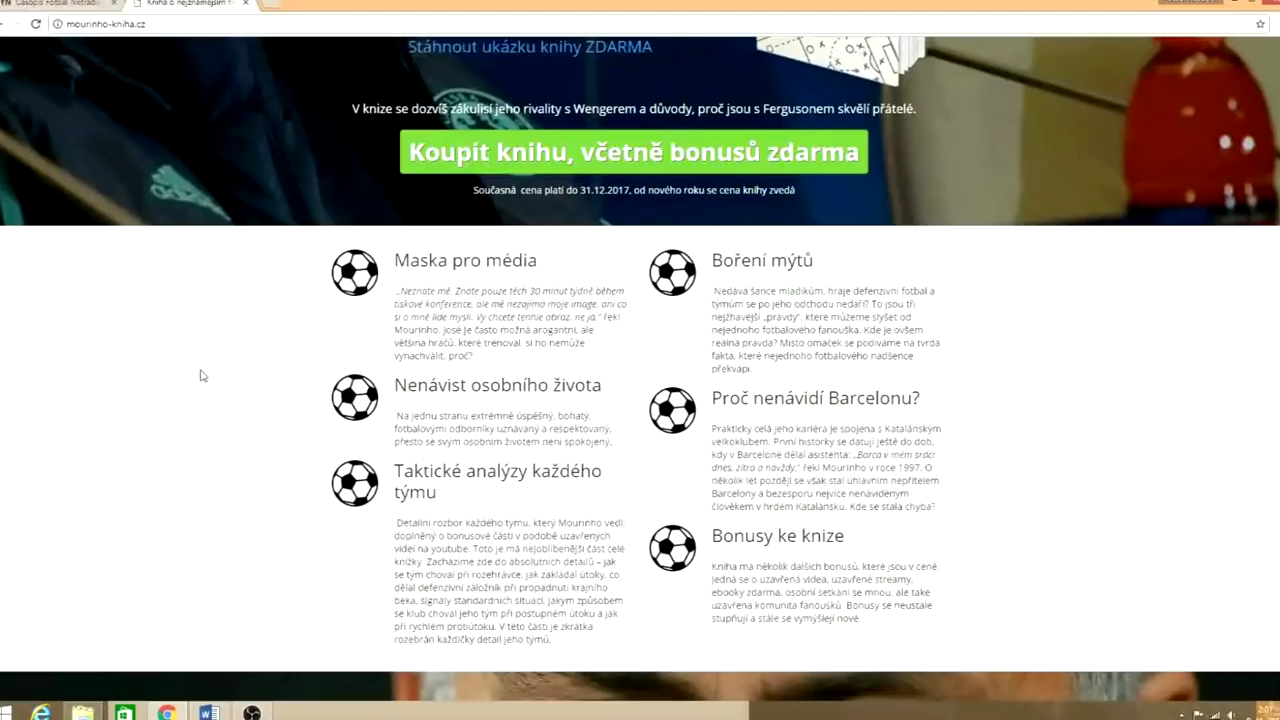 Časopis Fotbal Netradi
Kniha o nejznámějším t
mourinho-kniha.cz
Stáhnout ukázku knihy ZDARMA
V knize se dozvíš zákulisí jeho rivality s Wengerem a důvody, proč jsou s Fergusonem skvělí přátelé.
Koupit knihu, včetně bonusů zdarma
Současná cena platí do 31.12.2017, od nového roku se cena knihy zvedá
Maska pro média
„Neznáte mě. Znáte pouze těch 30 minut týdně během
tiskové konference, ale mě nezajímá moje image, ani co
si o mně lidé myslí. Vy chcete tenhle obraz, ne já.“ řekl
Mourinho. José je často možná arogantní, ale
většina hráčů, které trénoval, si ho nemůže
vynachválit, proč?
Nenávist osobního života
Na jednu stranu extrémně úspěšný, bohatý,
fotbalovými odborníky uznávaný a respektovaný,
přesto se svým osobním životem není spokojený.
Taktické analýzy každého
týmu
Detailní rozbor každého týmu, který Mourinho vedl,
doplněný o bonusové části v podobě uzavřených
videí na youtube. Toto je má nejoblíbenější část celé
knížky. Zacházíme zde do absolutních detailů – jak
se tým choval při rozehrávce, jak zakládal útoky, co
dělal defenzivní záložník při propadnutí krajního
beka, signály standardních situací, jakým způsobem
se klub choval jeho tým při postupném útoku a jak
při rychlém protiútoku. V této části je zkrátka
rozebrán každičký detail jeho týmů.
Boření mýtů
Nedává šance mladíkům, hraje defenzivní fotbal a
týmům se po jeho odchodu nedaří? To jsou tři
nejžhavější „pravdy“, které můžeme slyšet od
nejednoho fotbalového fanouška. Kde je ovšem
reálná pravda? Místo omáček se podíváme na tvrdá
fakta, které nejednoho fotbalového nadšence
překvapí.
Proč nenávidí Barcelonu?
Prakticky celá jeho kariéra je spojena s Katalánským
velkoklubem. První historky se datují ještě do dob,
kdy v Barceloně dělal asistenta: „Barca v mém srdci
dnes, zítra a navždy,“ řekl Mourinho v roce 1997. O
několik let později se však stal úhlavním nepřítelem
Barcelony a bezesporu nejvíce nenáviděným
člověkem v hrdém Katalánsku. Kde se stala chyba?
Bonusy ke knize
Kniha má několik dalších bonusů, které jsou v ceně.
Jedná se o uzavřená videa, uzavřené streamy,
ebooky zdarma, osobní setkání se mnou, ale také
uzavřená komunita fanoušků. Bonusy se neustále
stupňují a stále se vymýšlejí nové.